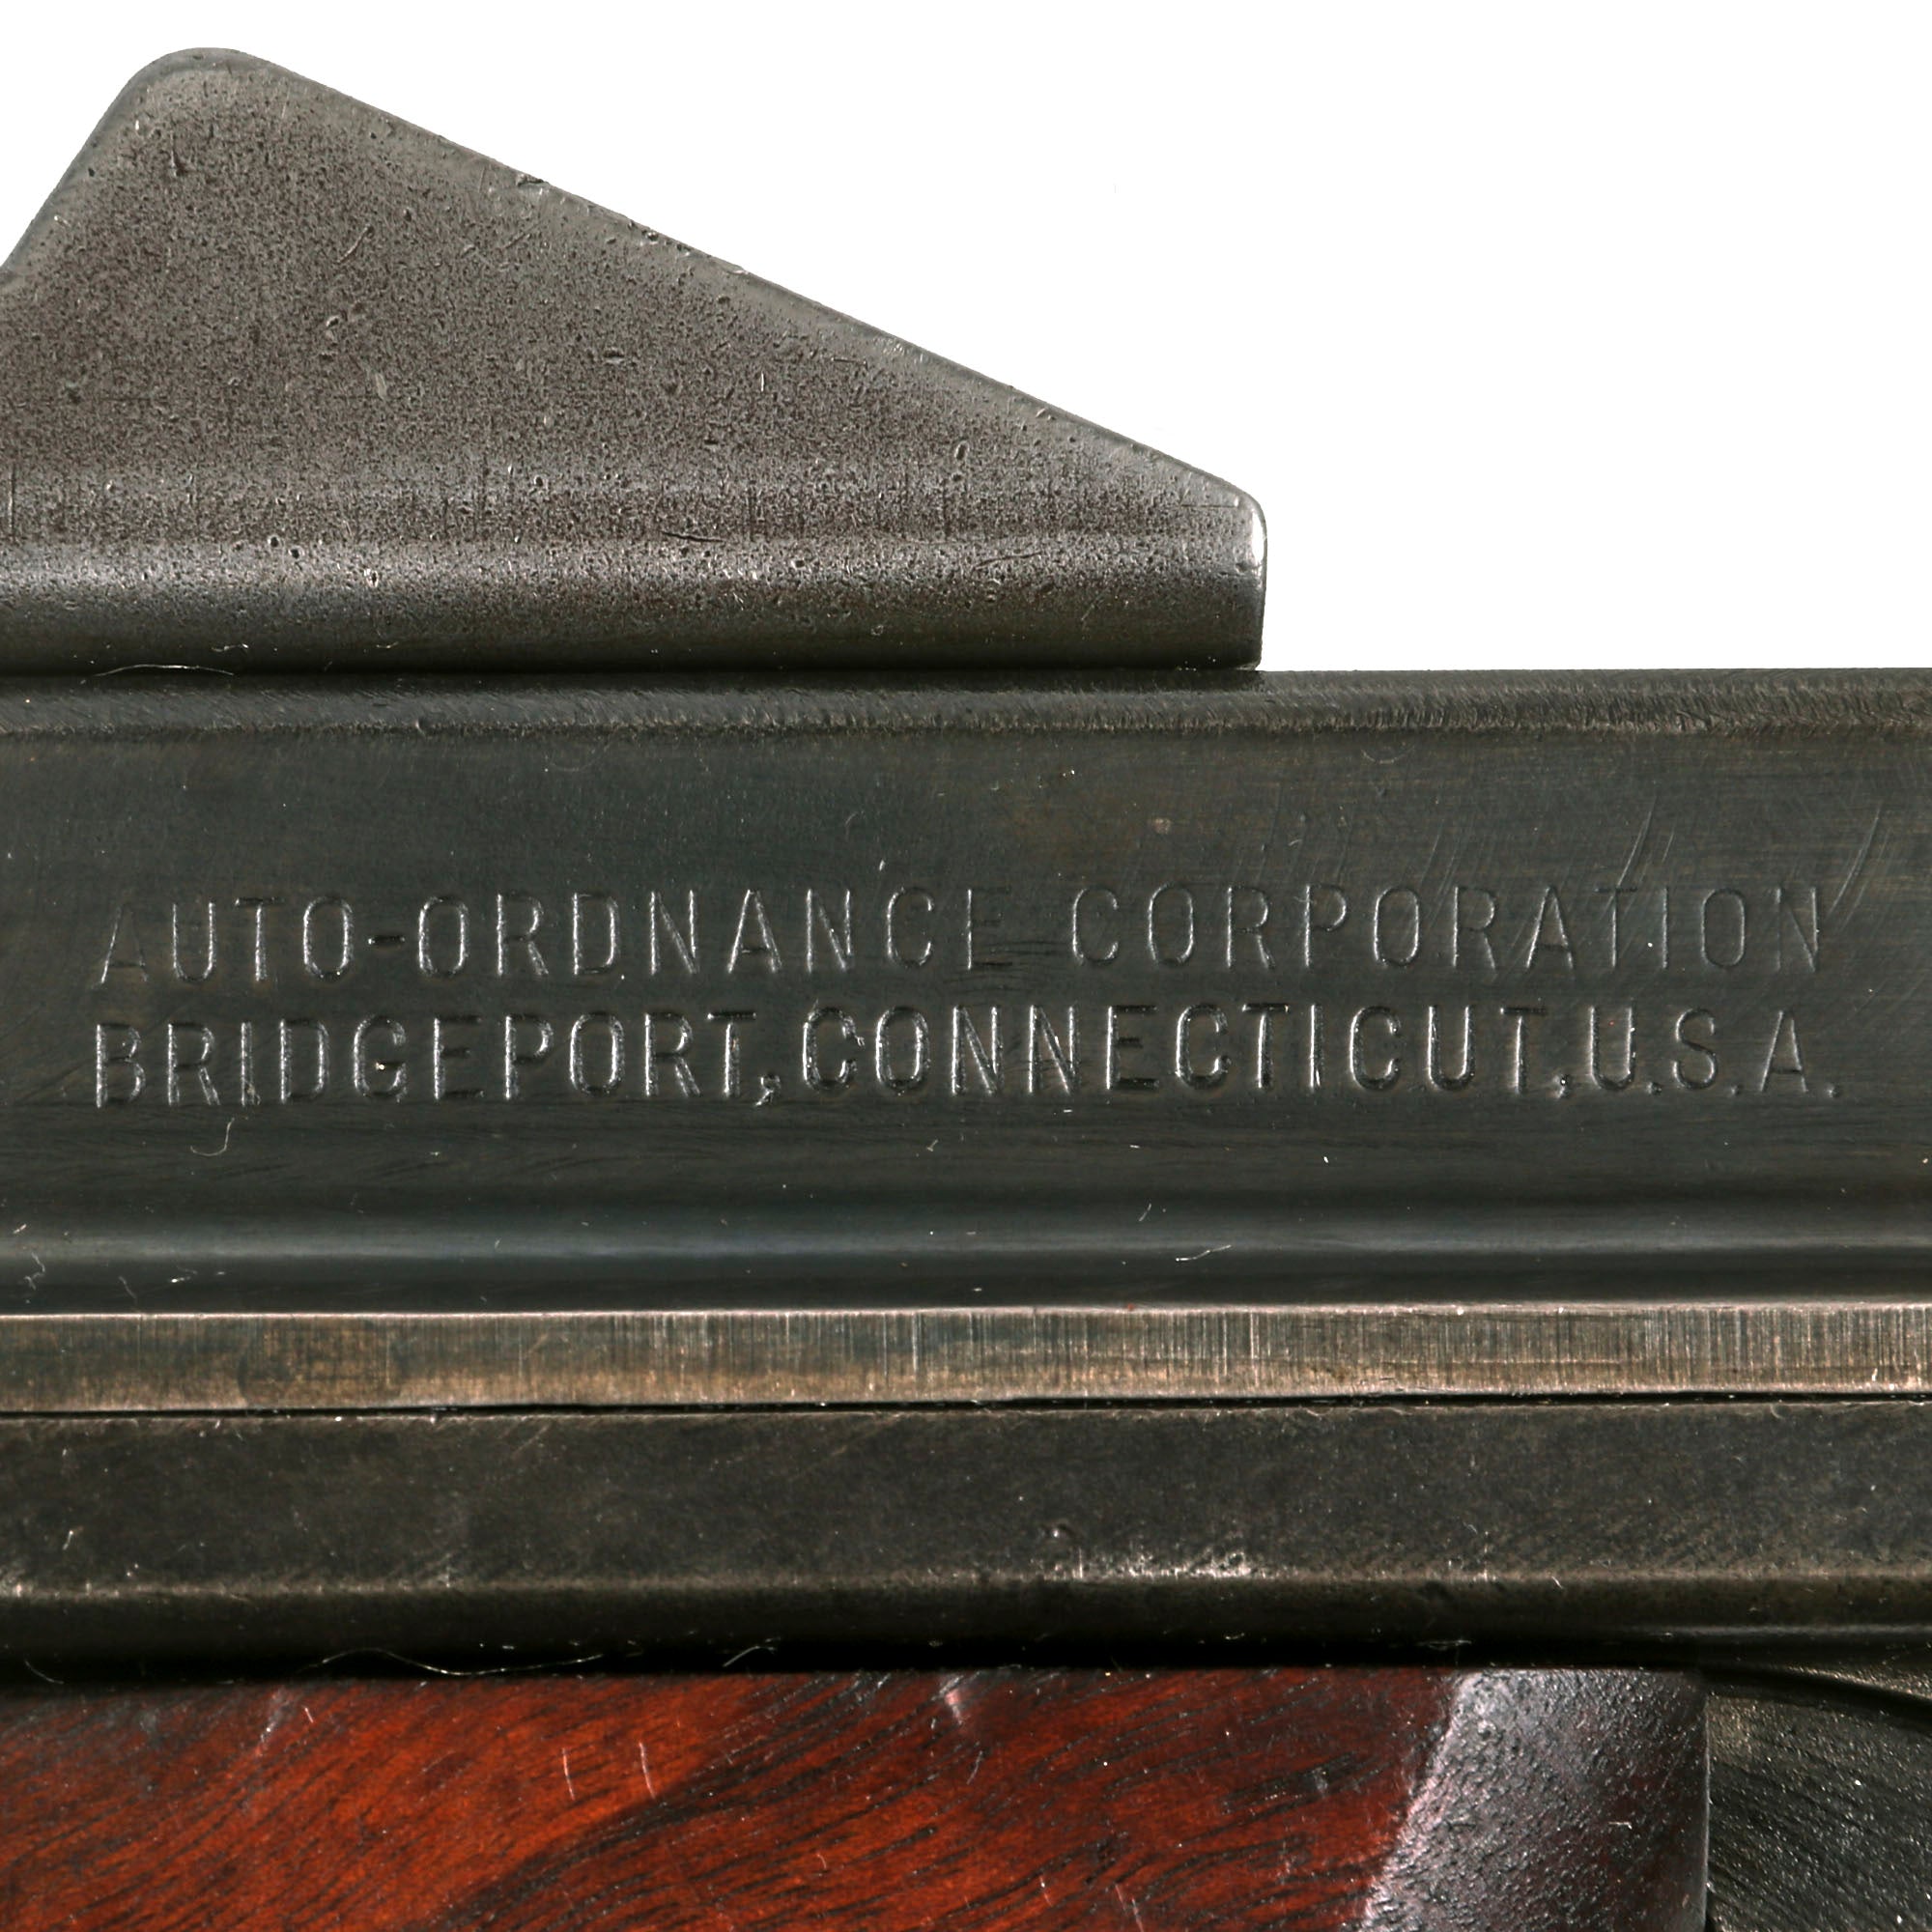 AUTO-ORDNANCE CORPORATION
BRIDGEPORT, CONNECTICUT, U.S.A.